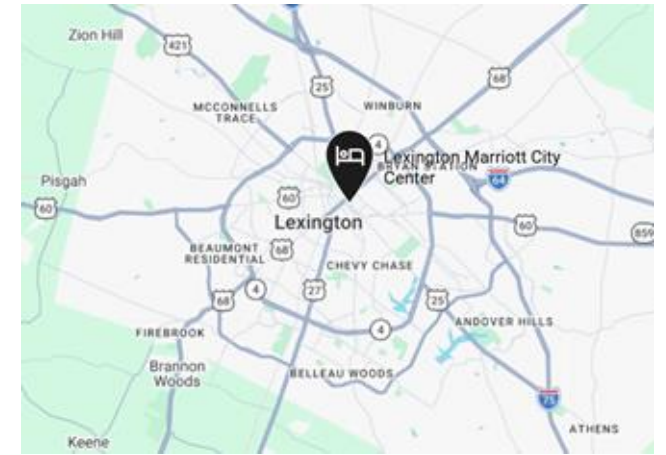 Zion Hill
421
68
25
MCCONNELLS
TRACE
WINBURN
4
Lexington Marriott City
Center
BRYAN STATION
64
Pisgah
60
60
Lexington
60
859
BEAUMONT
RESIDENTIAL
68
CHEVY CHASE
4
27
68
25
4
ANDOVER HILLS
FIREBROOK
Brannon
Woods
BELLEAU WOODS
75
ATHENS
Keene